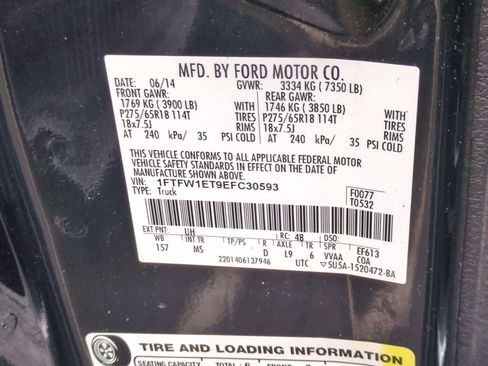 MFD. BY FORD MOTOR CO.
DATE: 06/14 GVWR: 3334 KG ( 7350 LB)
FRONT GAWR: REAR GAWR:
1769 KG ( 3900 LB) 1746 KG ( 3850 LB)
P275/65R18 114T TIRES P275/65R18 114T TIRES
18x7.5J RIMS 18x7.5J RIMS
AT 240 kPa/ 35 PSI COLD AT 240 kPa/ 35 PSI COLD
THIS VEHICLE CONFORMS TO ALL APPLICABLE FEDERAL MOTOR
VEHICLE SAFETY STANDARDS IN EFFECT ON THE DATE OF
MANUFACTURE SHOWN ABOVE.
VIN: 1FTFW1ET9EFC30593 F0077
TYPE: Truck T0532
EXT PNT: UH RC: 48 DSO:
WB INT TR TP/PS R AXLE TR SPR EF613
157 MS D L9 6 VVAA COA
2201406137946 UTC ▽5U5A-1520472-BA
TIRE AND LOADING INFORMATION
SEATING CAPACITY